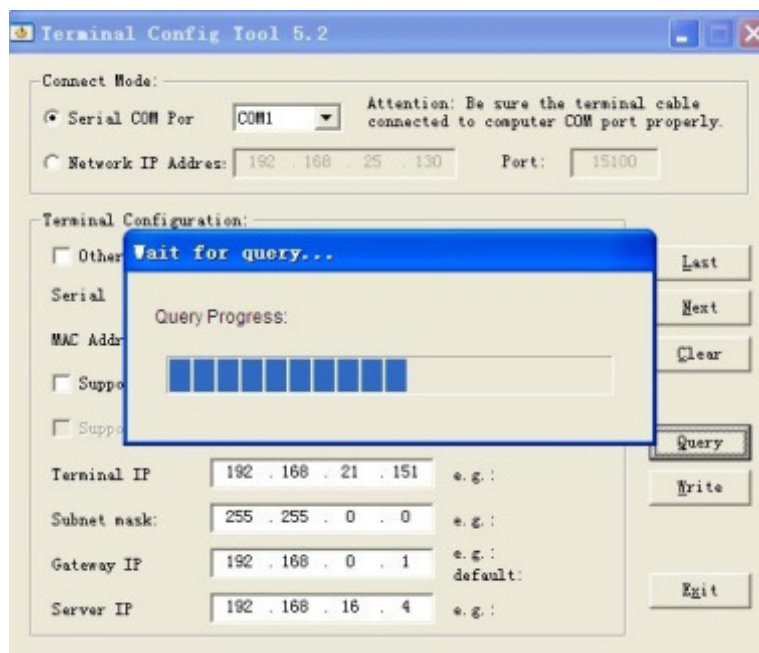 Terminal Config Tool 5.2
Connect Mode:
Serial COM Por COM1 Attention: Be sure the terminal cable
connected to computer COM port properly.
Network IP Addres: 192 . 168 . 25 . 130 Port: 15100
Terminal Configuration:
Other
Wait for query...
Last
Serial
Query Progress:
Next
MAC Addr
Clear
Suppo
Suppo
Query
Terminal IP 192 . 168 . 21 . 151 e.g.:
Write
Subnet mask: 255 . 255 . 0 . 0 e.g.:
Gateway IP 192 . 168 . 0 . 1 e.g.:
default:
Exit
Server IP 192 . 168 . 16 . 4 e.g.: